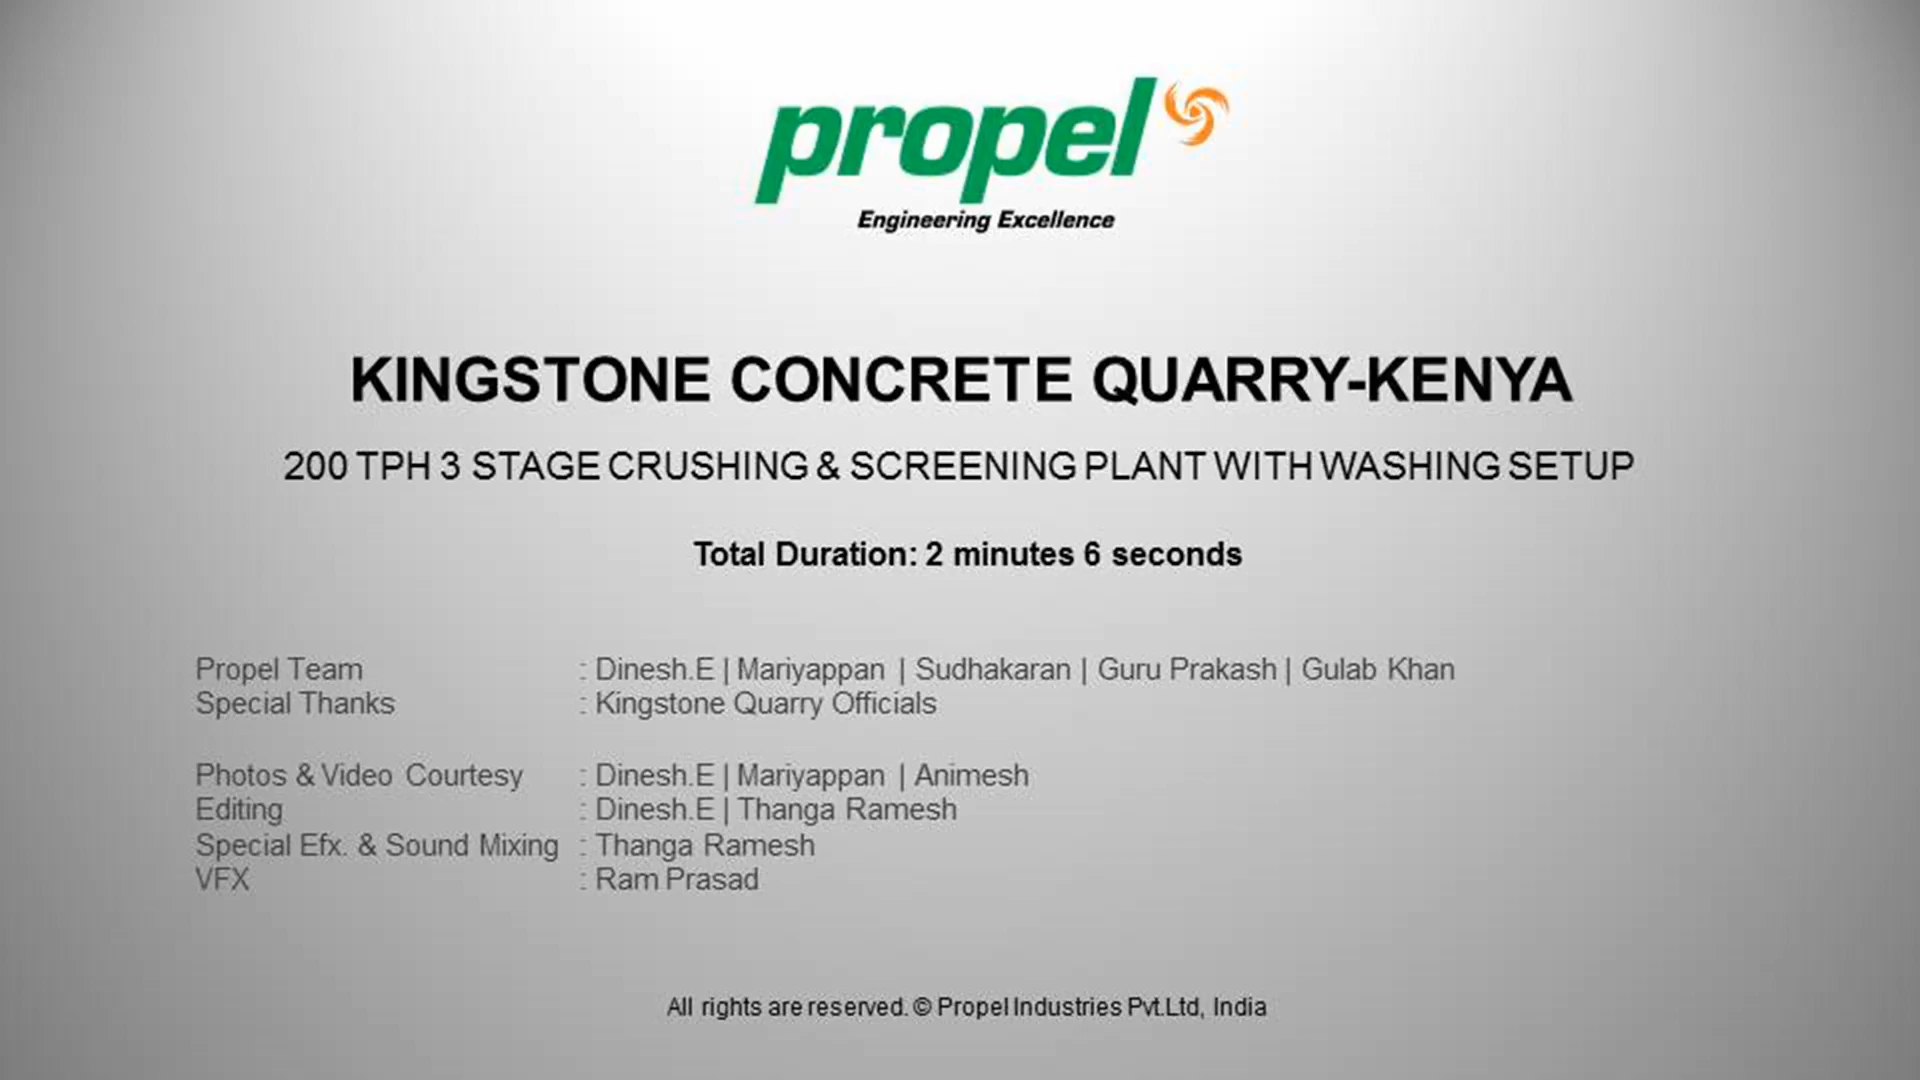 propel
Engineering Excellence
KINGSTONE CONCRETE QUARRY-KENYA
200 TPH 3 STAGE CRUSHING & SCREENING PLANT WITH WASHING SETUP
Total Duration: 2 minutes 6 seconds
Propel Team : Dinesh.E | Mariyappan | Sudhakaran | Guru Prakash | Gulab Khan
Special Thanks : Kingstone Quarry Officials
Photos & Video Courtesy : Dinesh.E | Mariyappan | Animesh
Editing : Dinesh.E | Thanga Ramesh
Special Efx. & Sound Mixing : Thanga Ramesh
VFX : Ram Prasad
All rights are reserved. © Propel Industries Pvt.Ltd, India